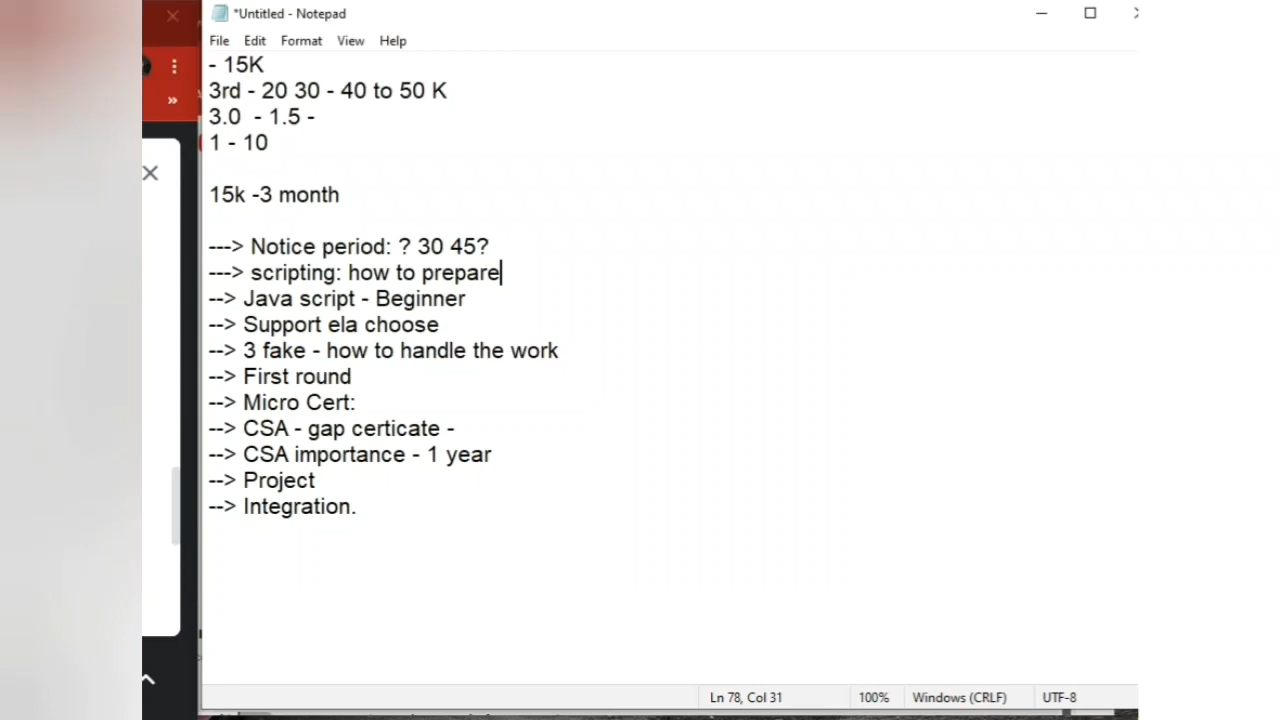 *Untitled - Notepad
File Edit Format View Help
- 15K
3rd - 20 30 - 40 to 50 K
3.0  - 1.5 -
1 - 10
15k -3 month
---> Notice period: ? 30 45?
---> scripting: how to prepare
--> Java script - Beginner
--> Support ela choose
--> 3 fake - how to handle the work
--> First round
--> Micro Cert:
--> CSA - gap certicate -
--> CSA importance - 1 year
--> Project
--> Integration.
Ln 78, Col 31 100% Windows (CRLF) UTF-8